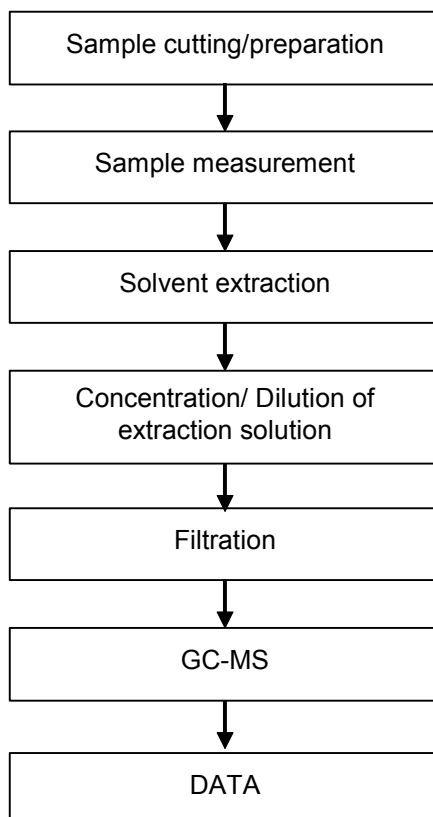 Sample cutting/preparation
Sample measurement
Solvent extraction
Concentration/ Dilution of
extraction solution
Filtration
GC-MS
DATA